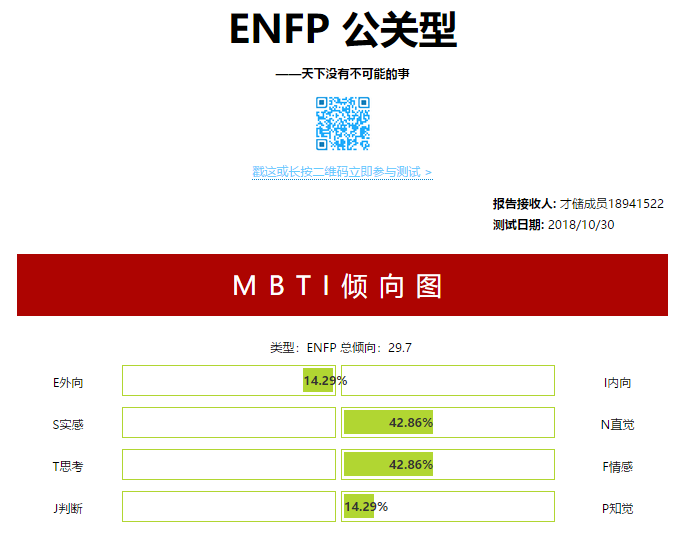 ENFP 公关型
——天下没有不可能的事
戳这或长按二维码立即参与测试 >
报告接收人: 才储成员18941522
测试日期: 2018/10/30
MBTI倾向图
类型：ENFP 总倾向：29.7
E外向 14.29% I内向
S实感 42.86% N直觉
T思考 42.86% F情感
J判断 14.29% P知觉